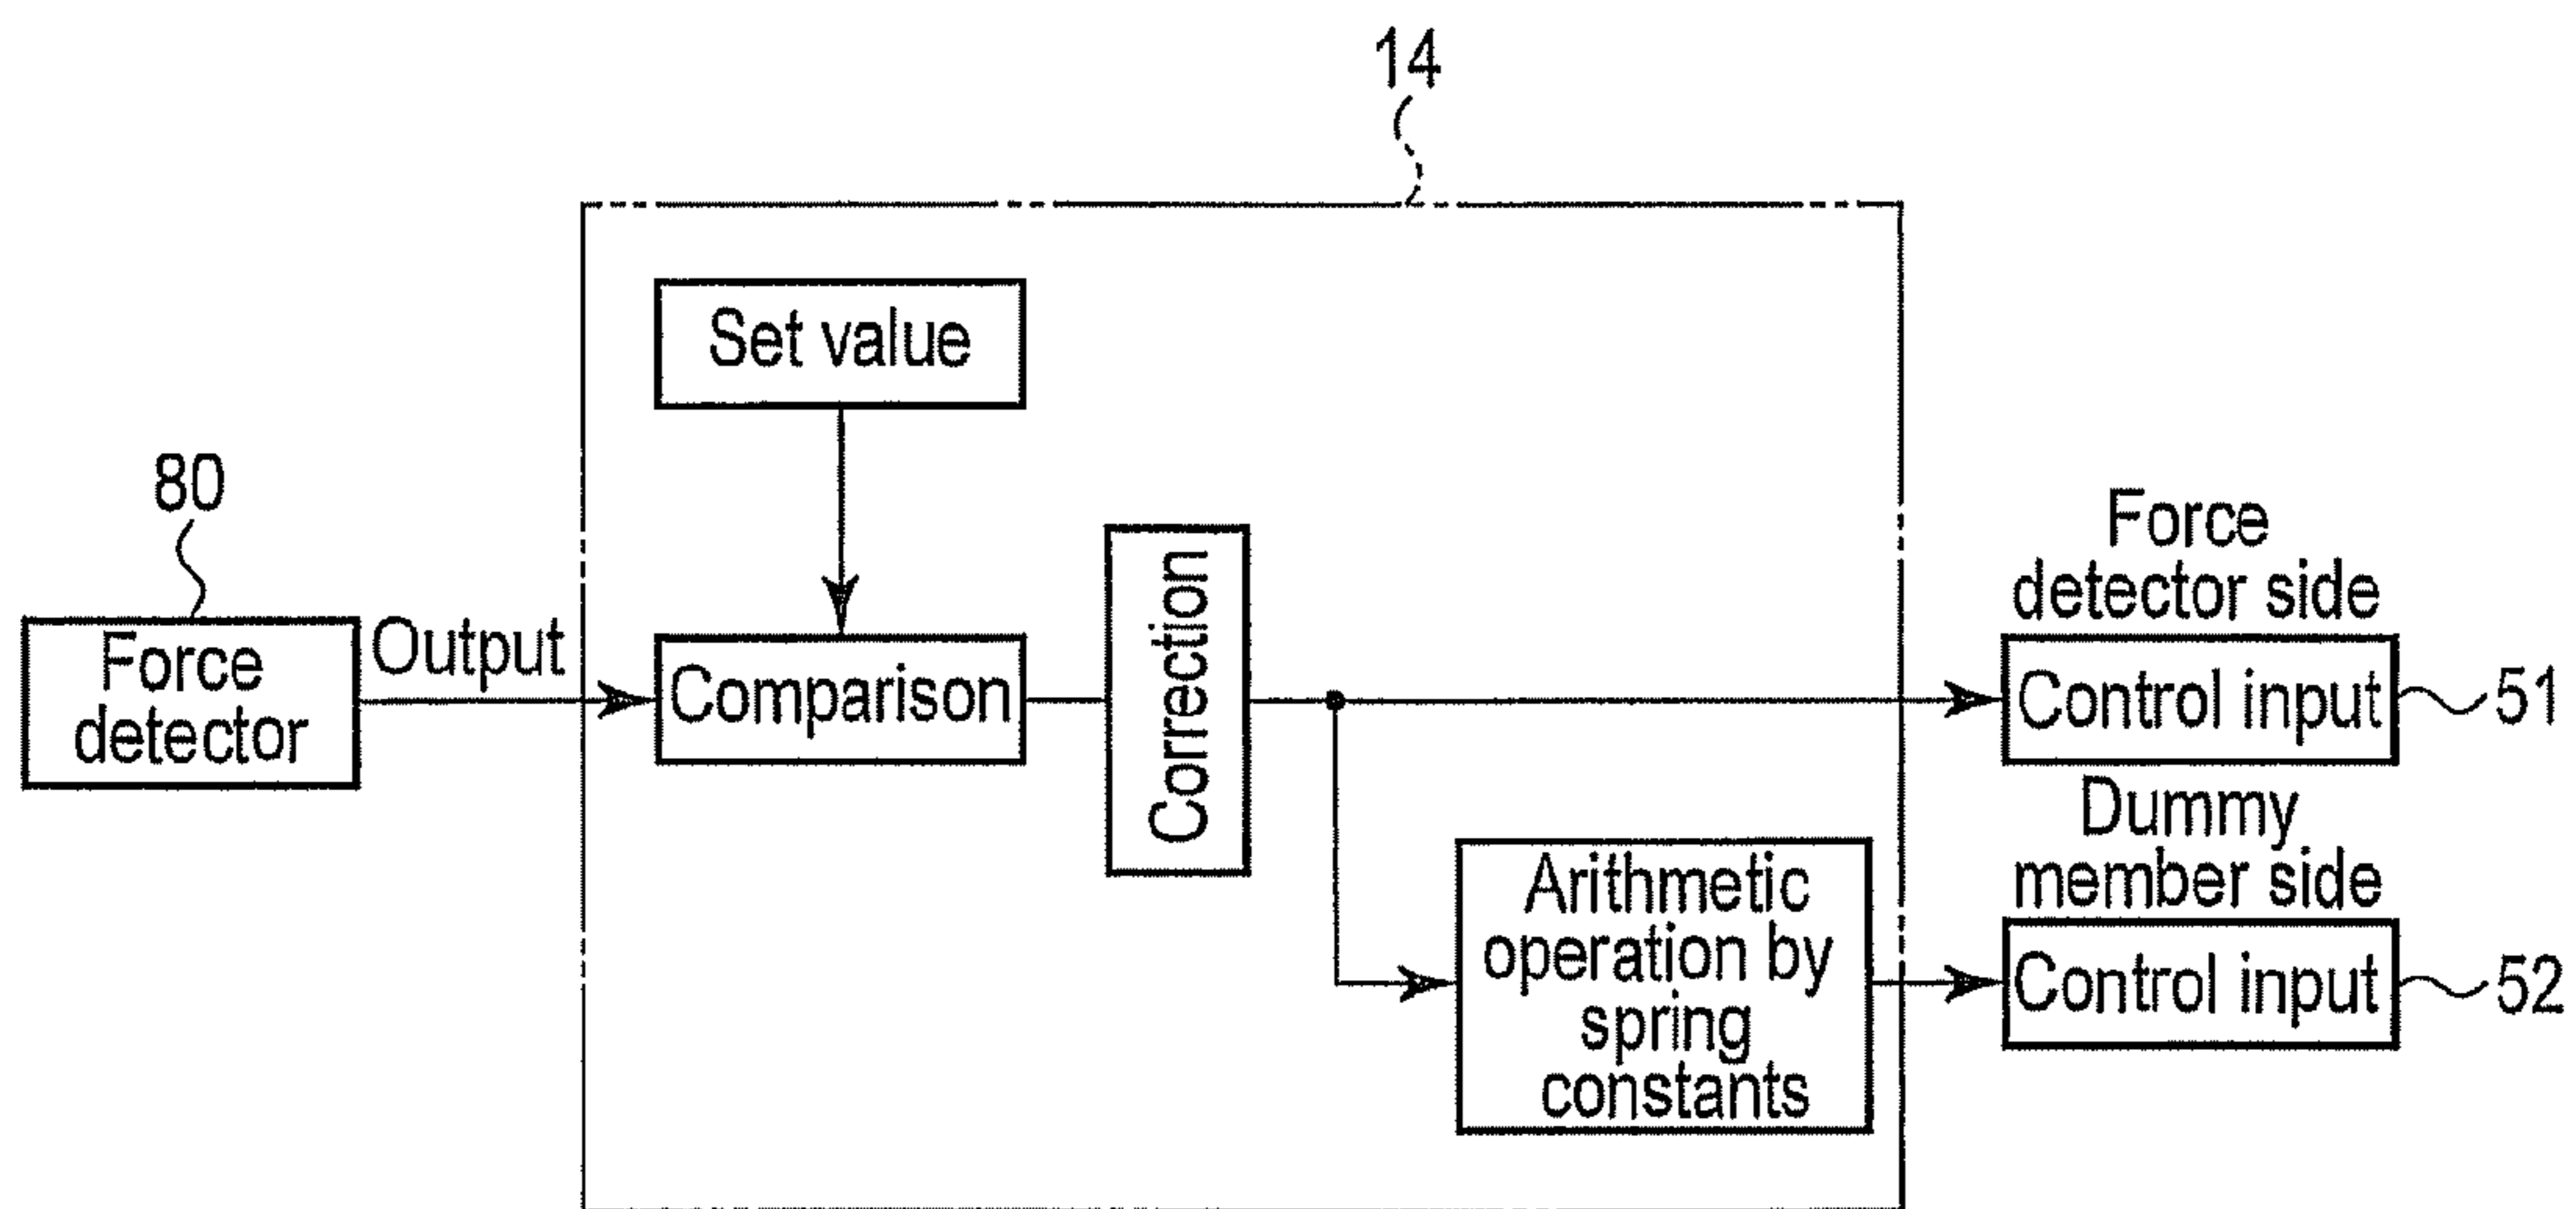 14
Set value
80
Force
detector
Output
Comparison
Correction
Force
detector side
Control input
51
Dummy
member side
Control input
52
Arithmetic
operation by
spring
constants